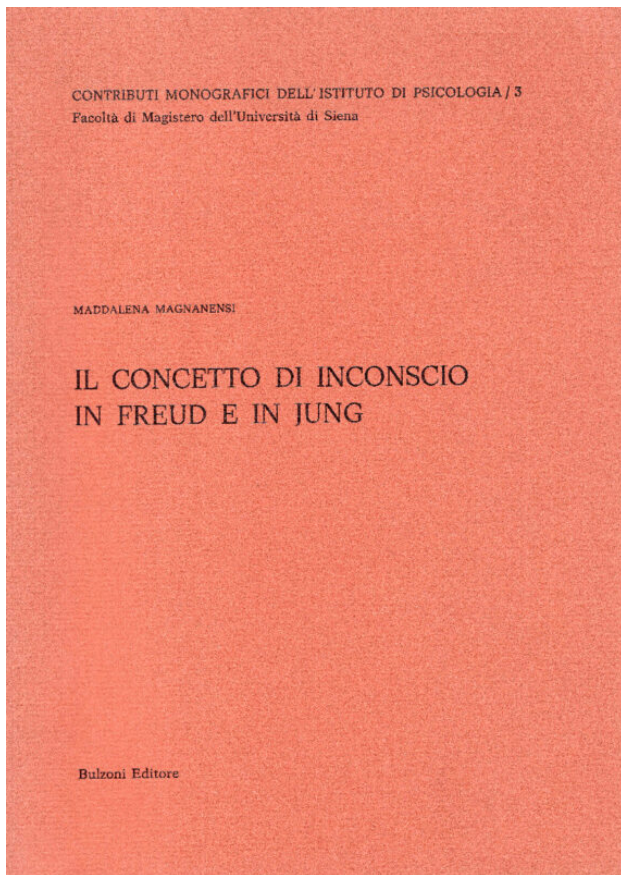 CONTRIBUTI MONOGRAFICI DELL'ISTITUTO DI PSICOLOGIA / 3
Facoltà di Magistero dell'Università di Siena
MADDALENA MAGNANENSI
IL CONCETTO DI INCONSCIO
IN FREUD E IN JUNG
Bulzoni Editore